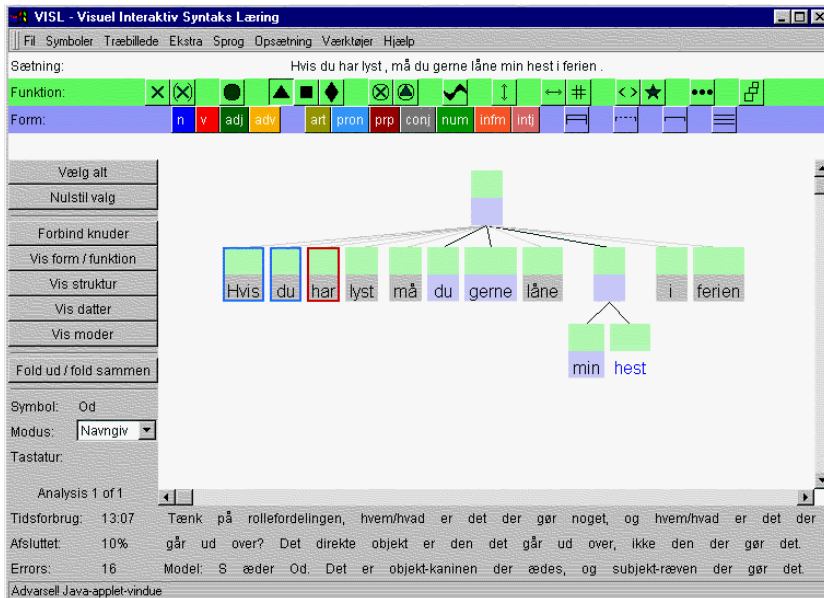 VISL - Visuel Interaktiv Syntaks Læring
Fil Symboler Træbillede Ekstra Sprog Opsætning Værktøjer Hjælp
Sætning: Hvis du har lyst , må du gerne låne min hest i ferien .
Funktion:
Form: n v adj adv art pron prp conj num infm intj
Vælg alt
Nulstil valg
Forbind knuder
Vis form / funktion
Vis struktur
Vis datter
Vis moder
Fold ud / fold sammen
Hvis du har lyst må du gerne låne i ferien
min hest
Symbol: Od
Modus: Navngiv
Tastatur:
Analysis 1 of 1
Tidsforbrug: 13:07 Tænk på rollefordelingen, hvem/hvad er det der gør noget, og hvem/hvad er det der
Afsluttet: 10% går ud over? Det direkte objekt er den det går ud over, ikke den der gør det.
Errors: 16 Model: S æder Od. Det er objekt-kaninen der ædes, og subjekt-ræven der gør det.
Advarsel! Java-applet-vindue